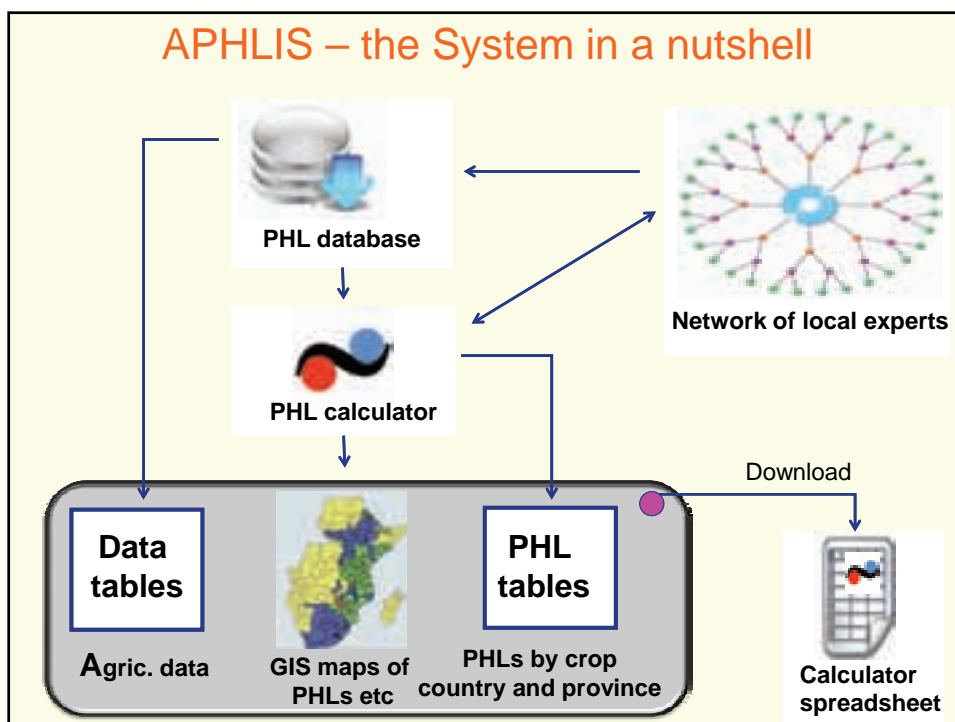 APHLIS – the System in a nutshell
PHL database
Network of local experts
PHL calculator
Download
Data
tables
PHL
tables
Agric. data
GIS maps of
PHLs etc
PHLs by crop
country and province
Calculator
spreadsheet